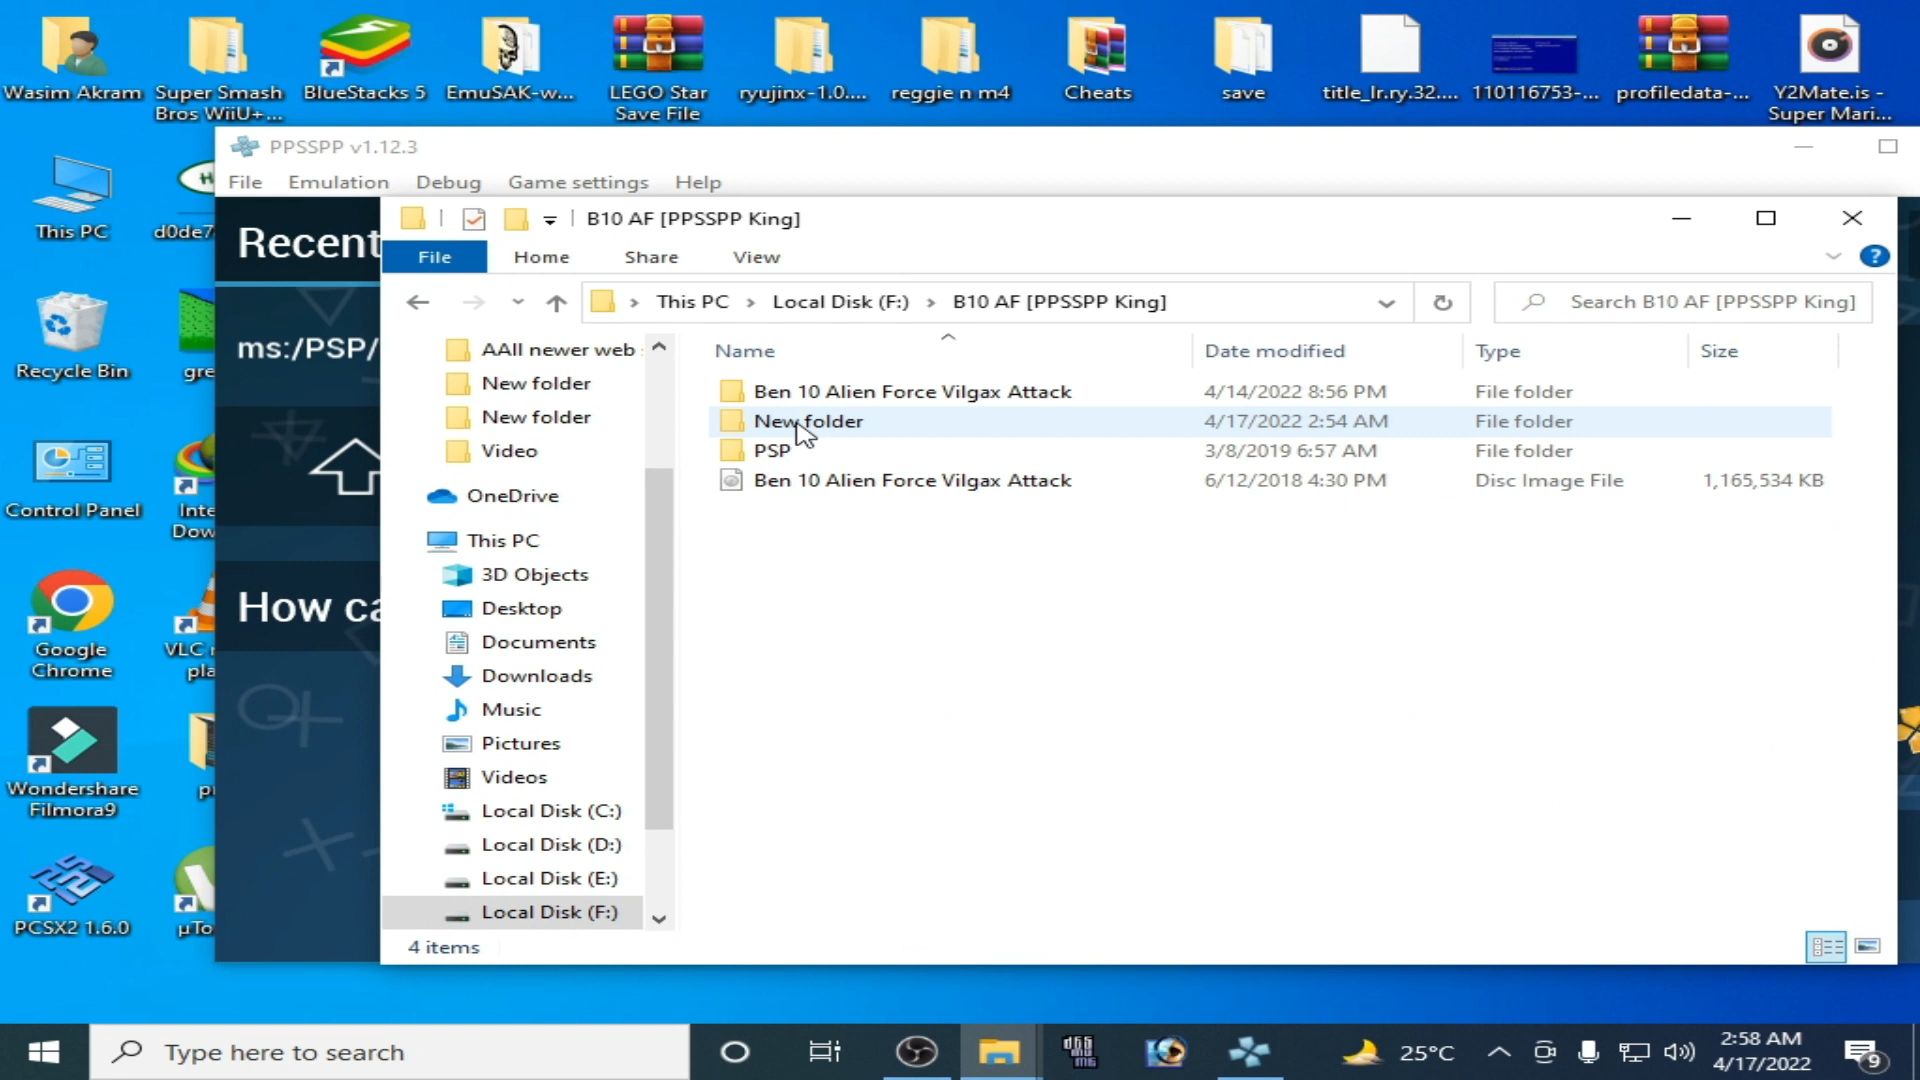 Wasim Akram
Super Smash
Bros WiiU+...
BlueStacks 5
EmuSAK-w...
LEGO Star
Save File
ryujinx-1.0....
reggie n m4
Cheats
save
title_lr.ry.32....
110116753-...
profiledata-...
Y2Mate.is -
Super Mari...
PPSSPP v1.12.3
File Emulation Debug Game settings Help
This PC
d0de7
Recent
B10 AF [PPSSPP King]
File Home Share View
This PC › Local Disk (F:) › B10 AF [PPSSPP King]
Search B10 AF [PPSSPP King]
ms:/PSP/
Recycle Bin
gre
AAll newer web
New folder
New folder
Video
OneDrive
This PC
3D Objects
Desktop
Documents
Downloads
Music
Pictures
Videos
Local Disk (C:)
Local Disk (D:)
Local Disk (E:)
Local Disk (F:)
Name Date modified Type Size
Ben 10 Alien Force Vilgax Attack 4/14/2022 8:56 PM File folder
New folder 4/17/2022 2:54 AM File folder
PSP 3/8/2019 6:57 AM File folder
Ben 10 Alien Force Vilgax Attack 6/12/2018 4:30 PM Disc Image File 1,165,534 KB
4 items
Control Panel
Inte
Dow
How ca
Google
Chrome
VLC
pla
Wondershare
Filmora9
PCSX2 1.6.0
μTo
Type here to search
25°C
2:58 AM
4/17/2022
9